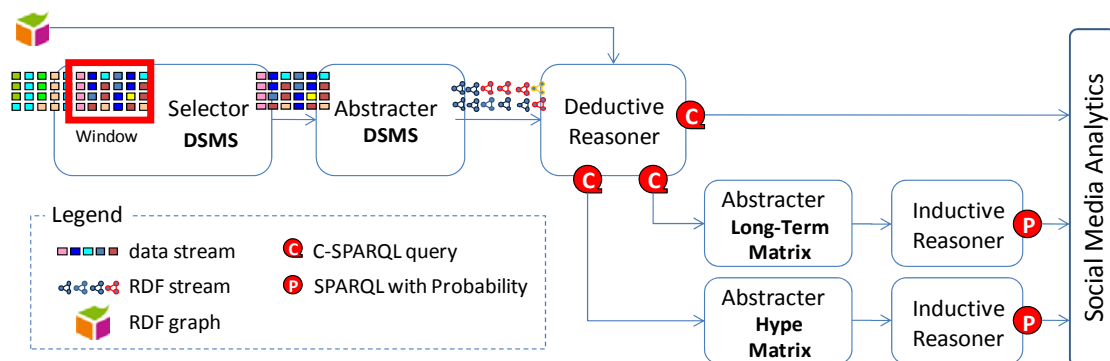 Selector
DSMS
Window
Abstracter
DSMS
Deductive
Reasoner
C
C
C
Social Media Analytics
Abstracter
Long-Term
Matrix
Inductive
Reasoner
P
Abstracter
Hype
Matrix
Inductive
Reasoner
P
Legend
data stream
C C-SPARQL query
RDF stream
P SPARQL with Probability
RDF graph